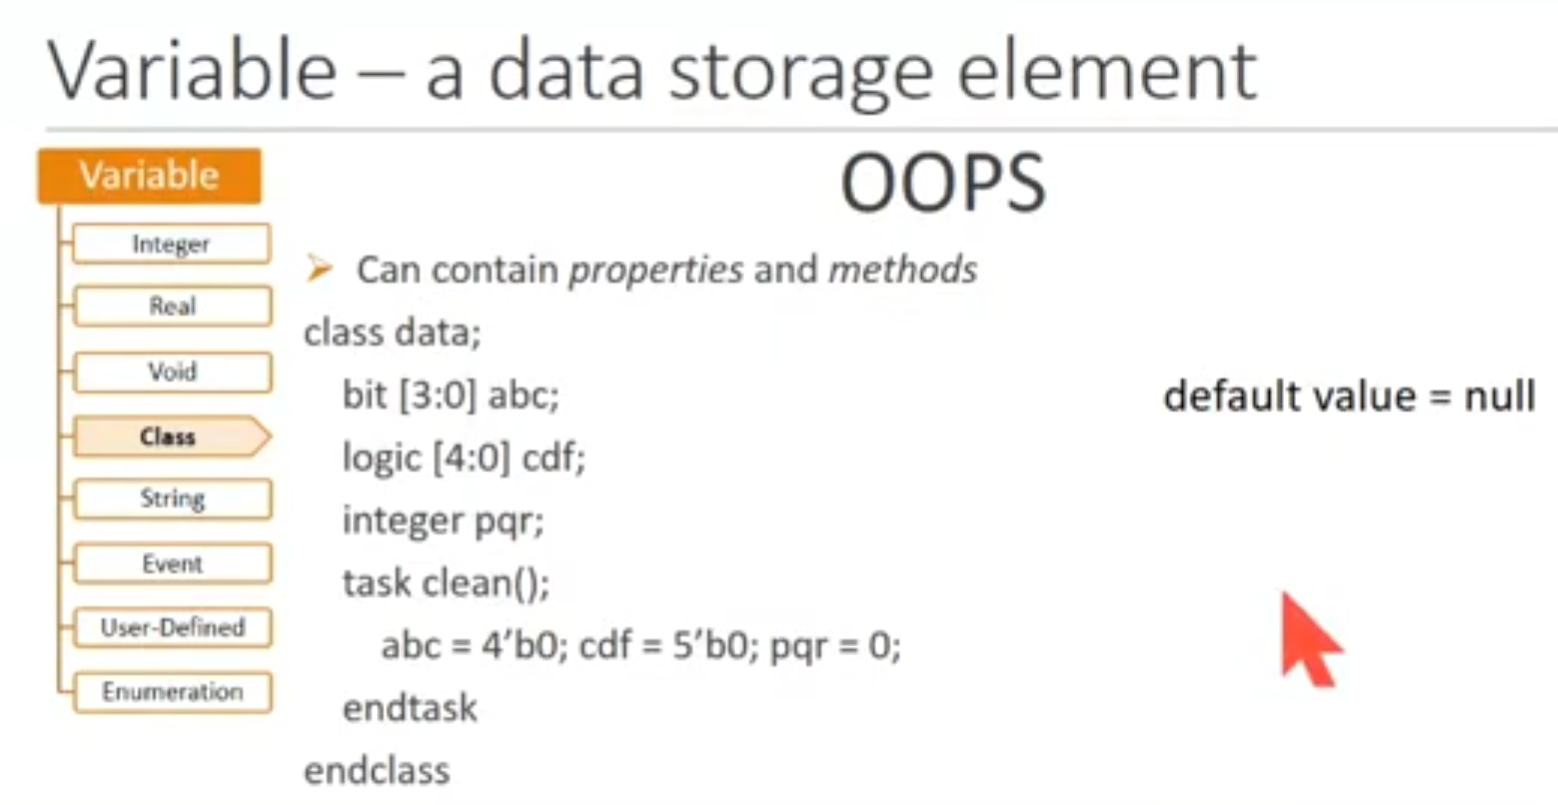 Variable – a data storage element
Variable
Integer
Real
Void
Class
String
Event
User-Defined
Enumeration
OOPS
➤ Can contain properties and methods
class data;
bit [3:0] abc;
logic [4:0] cdf;
integer pqr;
task clean();
abc = 4’b0; cdf = 5’b0; pqr = 0;
endtask
endclass
default value = null